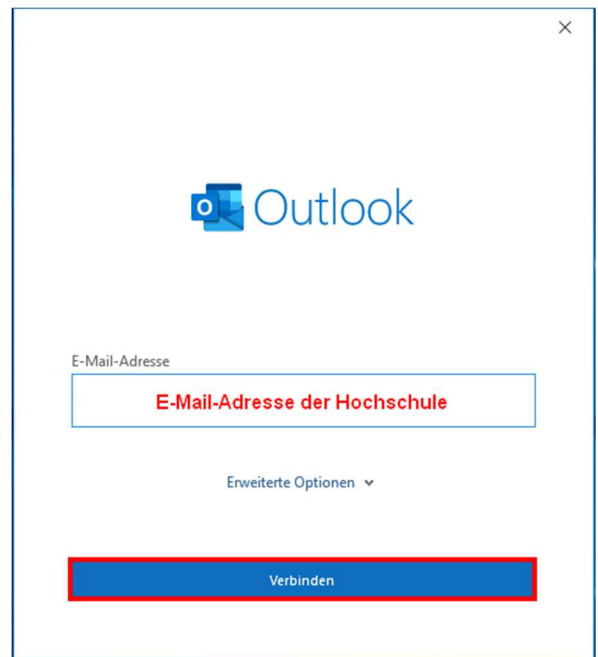 Outlook
E-Mail-Adresse
E-Mail-Adresse der Hochschule
Erweiterte Optionen
Verbinden